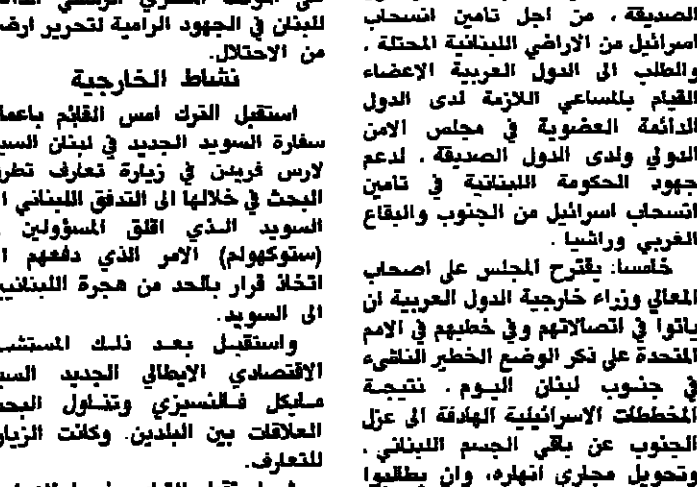 الصديقة ، من اجل تامين انسحاب
اسرائيل من الاراضي اللبنانية المحتلة .
والطلب الى الدول العربية الاعضاء
القيام بالمساعي اللازمة لدى الدول
الدائمة العضوية في مجلس الامن
الدولي ولدى الدول الصديقة ، لدعم
جهود الحكومة اللبنانية في تامين
انسحاب اسرائيل من الجنوب والبقاع
الغربي وراشيا .
خامسا: يقترح المجلس على اصحاب
المعالي وزراء خارجية الدول العربية ان
ياتوا في اتصالاتهم وفي خطبهم في الامم
المتحدة على ذكر الوضع الخطير الناشىء
في جنوب لبنان اليوم ، نتيجة
المخططات الاسرائيلية الهادفة الى عزل
الجنوب عن باقي الجسم اللبناني ،
وتحويل مجاري انهاره، وان يطالبوا
للبنان في الجهود الرامية لتحرير ارضه
من الاحتلال.
نشاط الخارجية
استقبل الترك امس القائم باعما
سفارة السويد الجديد في لبنان السيد
لارس فريدن في زيارة تعارف تطرق
البحث في خلالها الى التدفق اللبناني ا
السويد الذي اقلق المسؤولين
(ستوكهولم) الامر الذي دفعهم ا
اتخاذ قرار بالحد من هجرة اللبنانيين
الى السويد.
واستقبل بعد ذلك المستشار
الاقتصادي الايطالي الجديد السيد
مايكل فالنسيزي وتناول البحث
العلاقات بين البلدين. وكانت الزيارة
للتعارف.